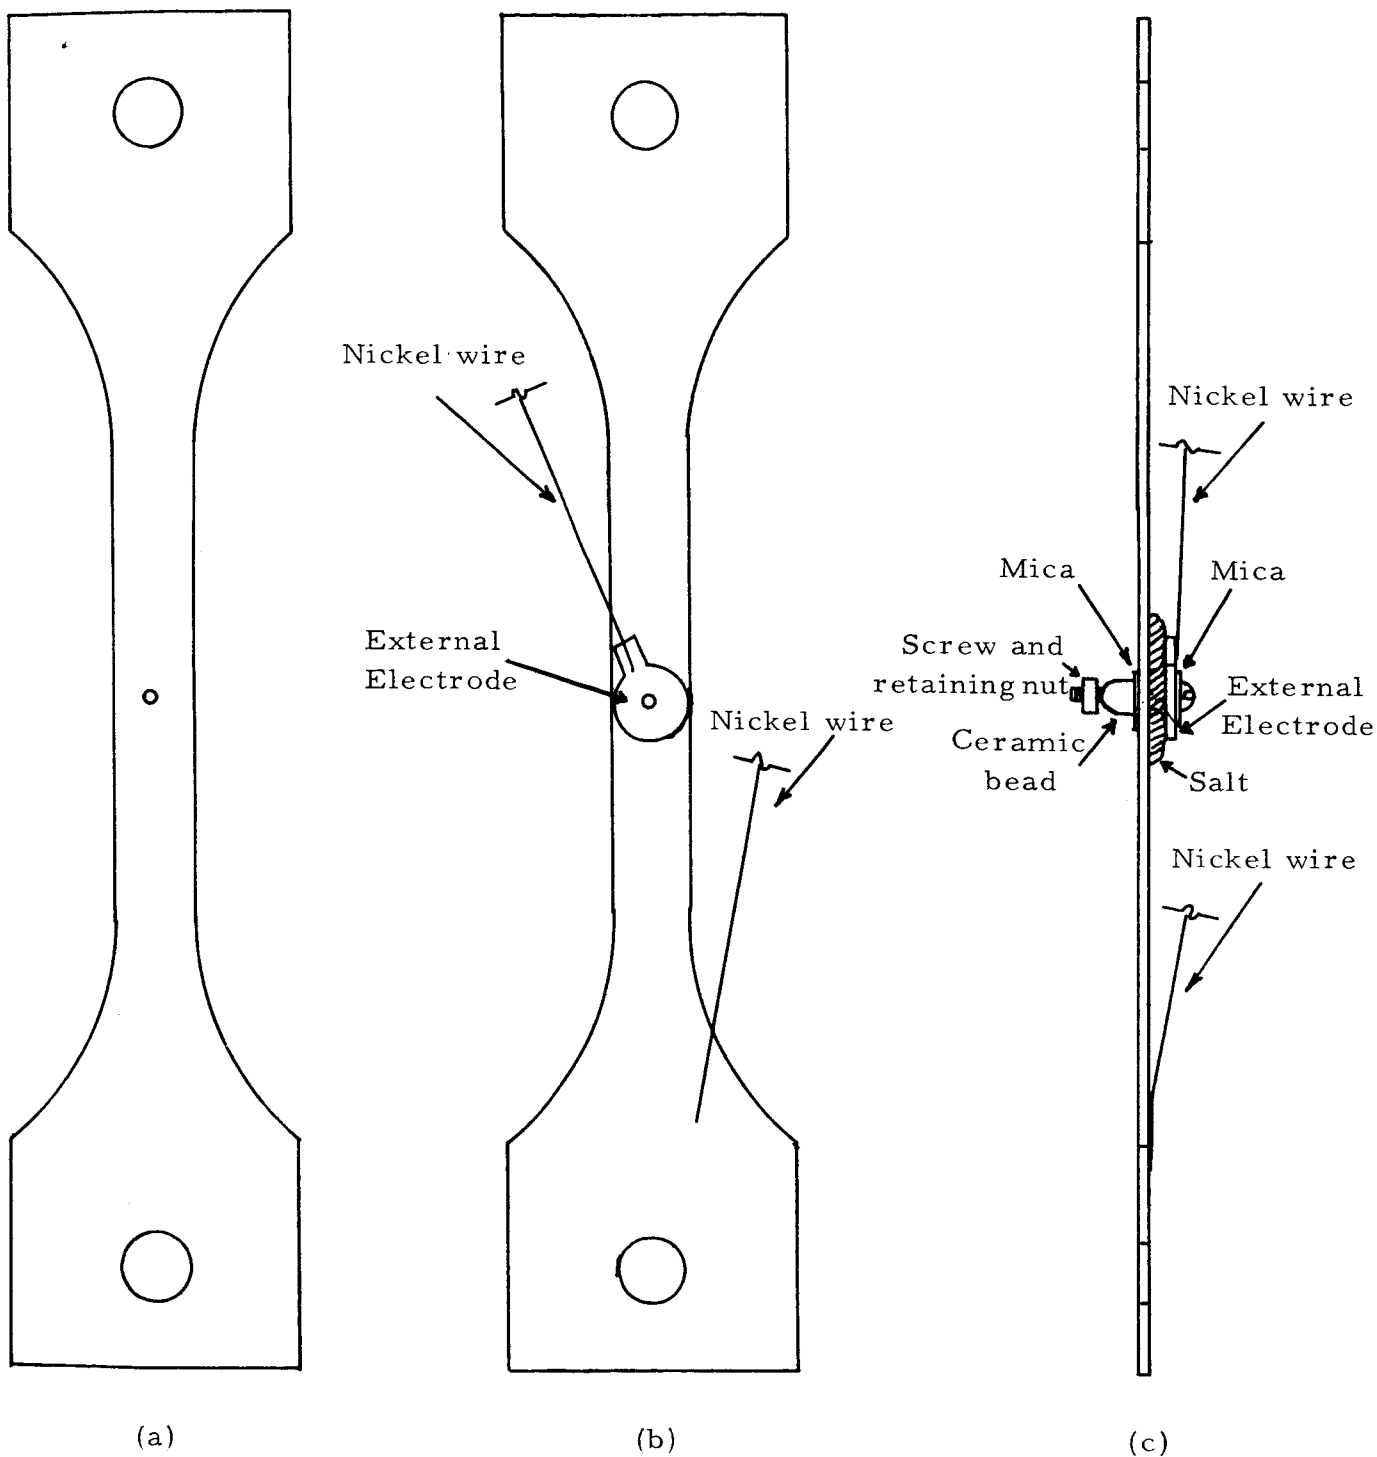 Nickel wire
External
Electrode
Nickel wire
Nickel wire
Mica
Mica
Screw and
retaining nut
External
Electrode
Ceramic
bead
Salt
Nickel wire
(a)
(b)
(c)